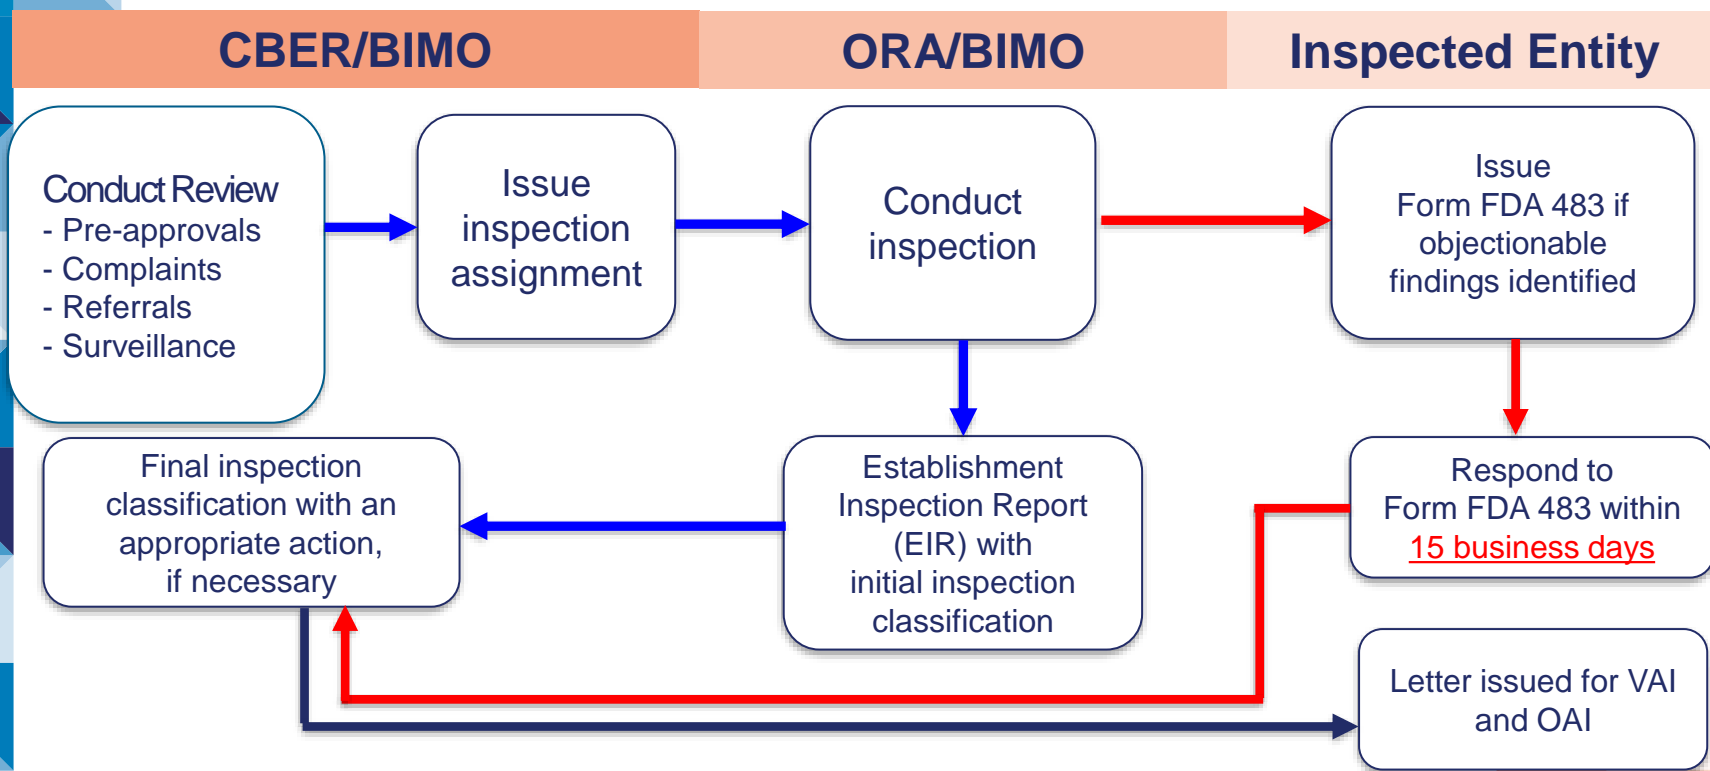 CBER/BIMO
ORA/BIMO
Inspected Entity
Conduct Review
- Pre-approvals
- Complaints
- Referrals
- Surveillance
Issue
inspection
assignment
Conduct
inspection
Issue
Form FDA 483 if
objectionable
findings identified
Final inspection
classification with an
appropriate action,
if necessary
Establishment
Inspection Report
(EIR) with
initial inspection
classification
Respond to
Form FDA 483 within
15 business days
Letter issued for VAI
and OAI